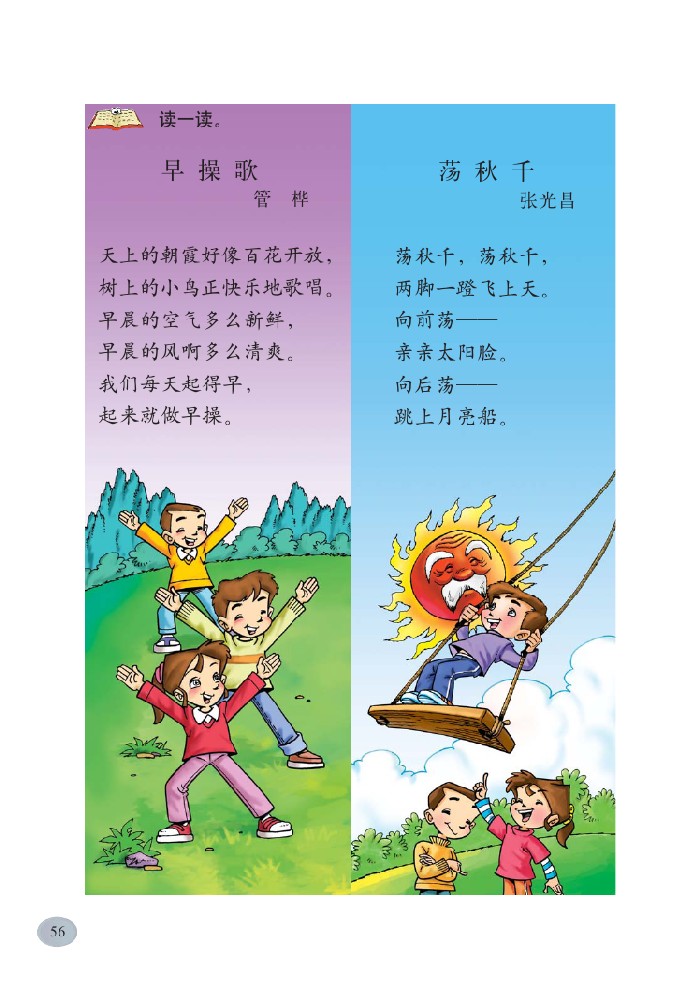 读一读。
早操歌
管 桦
天上的朝霞好像百花开放，
树上的小鸟正快乐地歌唱。
早晨的空气多么新鲜，
早晨的风啊多么清爽。
我们每天起得早，
起来就做早操。
荡秋千
张光昌
荡秋千，荡秋千，
两脚一蹬飞上天。
向前荡——
亲亲太阳脸。
向后荡——
跳上月亮船。
56